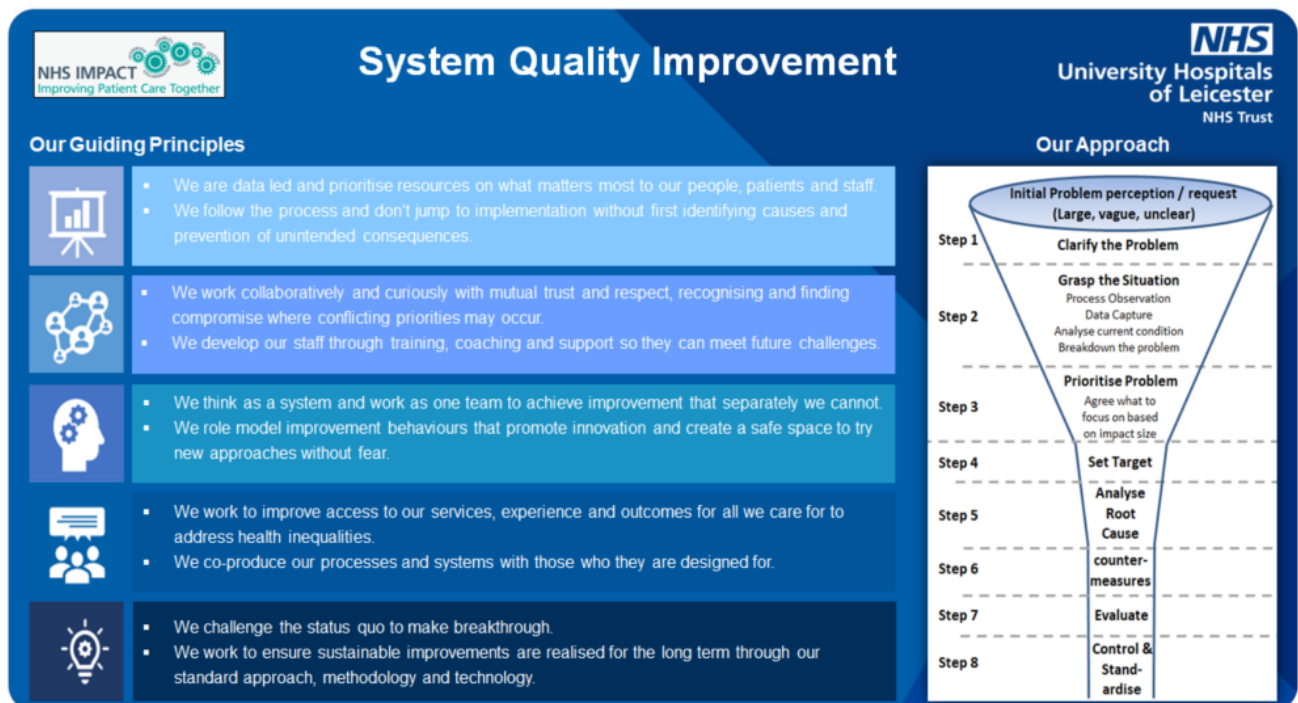 NHS IMPACT
Improving Patient Care Together
System Quality Improvement
NHS
University Hospitals
of Leicester
NHS Trust
Our Guiding Principles
▪ We are data led and prioritise resources on what matters most to our people, patients and staff.
▪ We follow the process and don't jump to implementation without first identifying causes and
prevention of unintended consequences.
▪ We work collaboratively and curiously with mutual trust and respect, recognising and finding
compromise where conflicting priorities may occur.
▪ We develop our staff through training, coaching and support so they can meet future challenges.
▪ We think as a system and work as one team to achieve improvement that separately we cannot.
▪ We role model improvement behaviours that promote innovation and create a safe space to try
new approaches without fear.
▪ We work to improve access to our services, experience and outcomes for all we care for to
address health inequalities.
▪ We co-produce our processes and systems with those who they are designed for.
▪ We challenge the status quo to make breakthrough.
▪ We work to ensure sustainable improvements are realised for the long term through our
standard approach, methodology and technology.
Our Approach
Initial Problem perception / request
(Large, vague, unclear)
Step 1
Clarify the Problem
Step 2
Grasp the Situation
Process Observation
Data Capture
Analyse current condition
Breakdown the problem
Step 3
Prioritise Problem
Agree what to
focus on based
on impact size
Step 4
Set Target
Step 5
Analyse
Root
Cause
Step 6
counter-
measures
Step 7
Evaluate
Step 8
Control &
Stand-
ardise